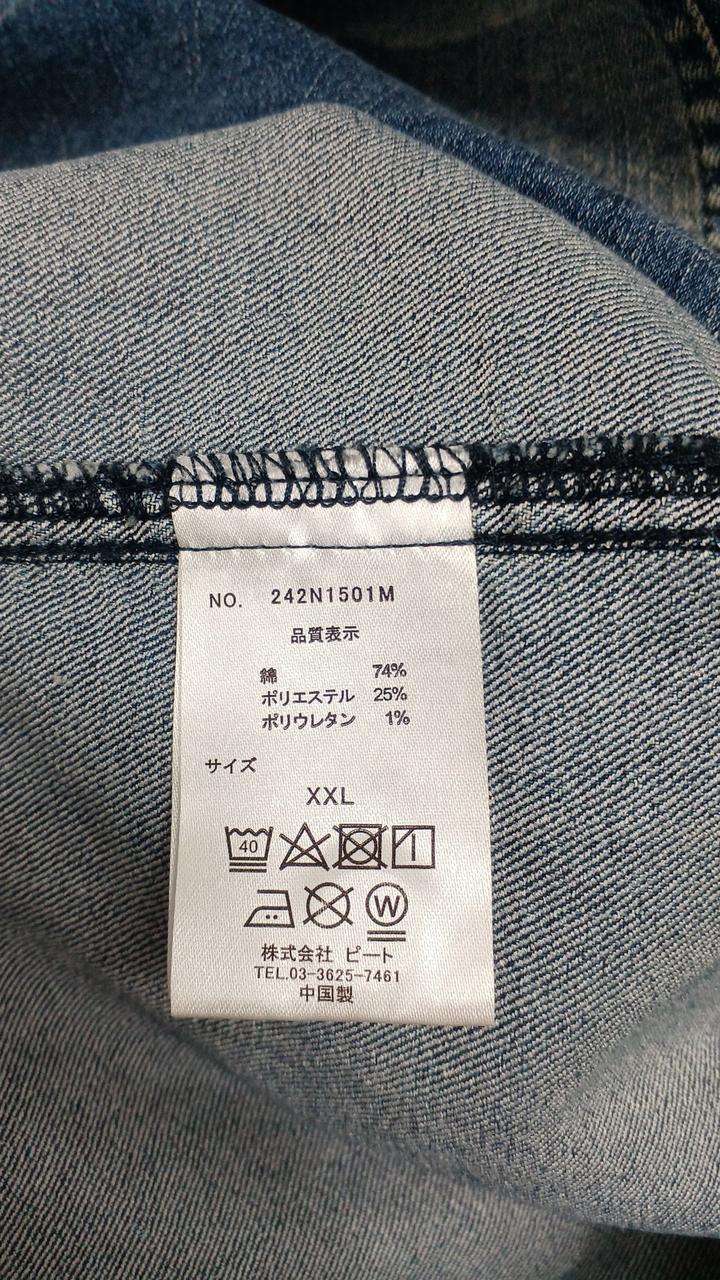 NO. 242N1501M
品質表示
綿 74%
ポリエステル 25%
ポリウレタン 1%
サイズ
XXL
40
W
株式会社 ピート
TEL.03-3625-7461
中国製